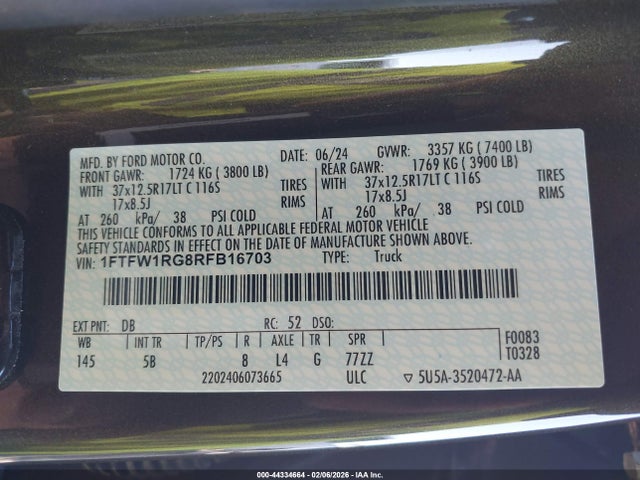 MFD. BY FORD MOTOR CO. DATE: 06/24 GVWR: 3357 KG ( 7400 LB)
FRONT GAWR: 1724 KG ( 3800 LB) REAR GAWR: 1769 KG ( 3900 LB)
WITH 37x12.5R17LT C 116S TIRES WITH 37x12.5R17LT C 116S TIRES
17x8.5J RIMS 17x8.5J RIMS
AT 260 kPa/ 38 PSI COLD AT 260 kPa/ 38 PSI COLD
THIS VEHICLE CONFORMS TO ALL APPLICABLE FEDERAL MOTOR VEHICLE
SAFETY STANDARDS IN EFFECT ON THE DATE OF MANUFACTURE SHOWN ABOVE.
VIN: 1FTFW1RG8RFB16703 TYPE: Truck
EXT PNT: DB RC: 52 DSO:
WB INT TR TP/PS R AXLE TR SPR F0083
145 5B 8 L4 G 77ZZ T0328
2202406073665 ULC ▽ 5U5A-3520472-AA
000-44334664 - 02/06/2026 - IAA Inc.